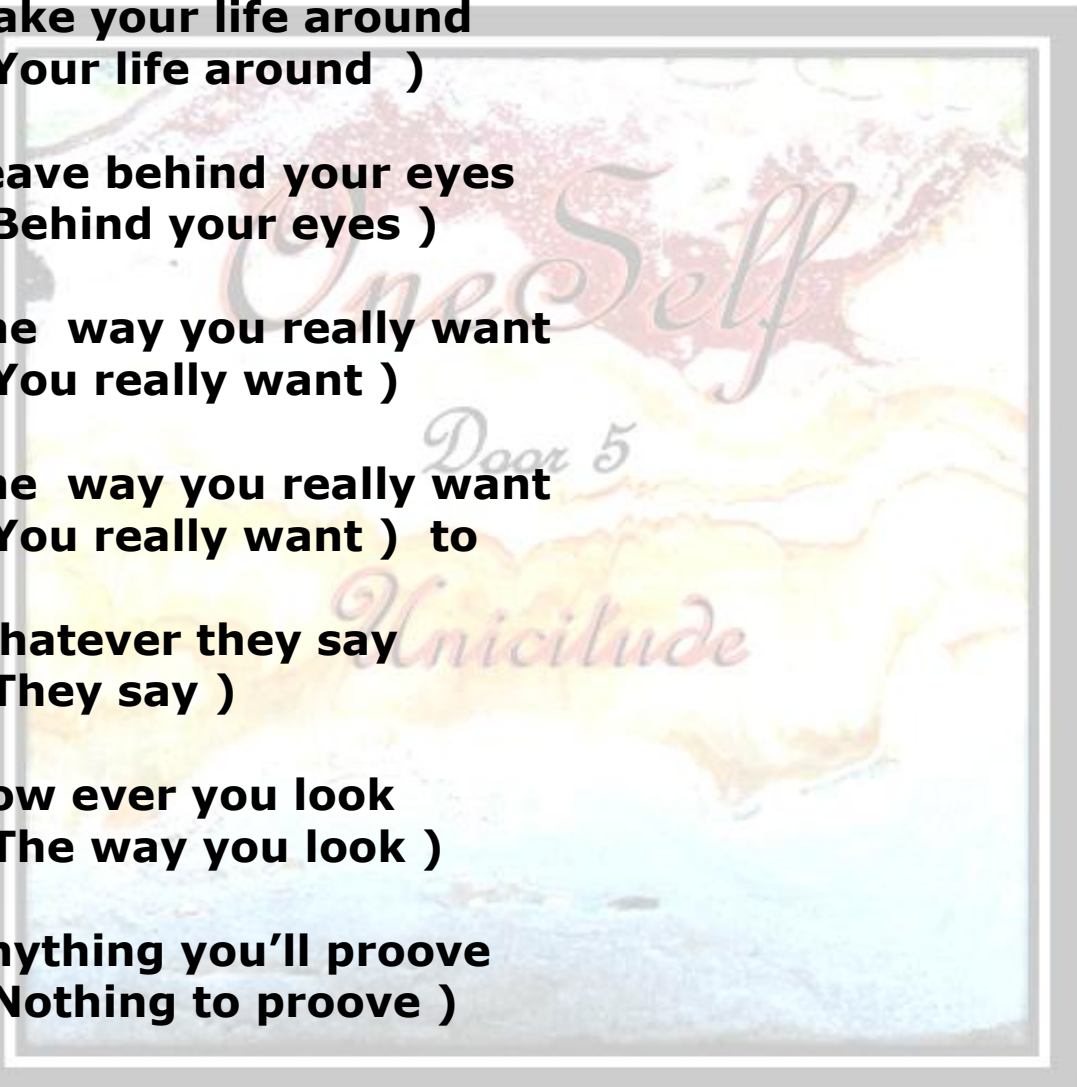 ake your life around
Your life around )
eave behind your eyes
Behind your eyes )
OneSelf
he way you really want
You really want )
Door 5
he way you really want
You really want ) to
Unicitude
hatever they say
They say )
ow ever you look
The way you look )
nything you’ll proove
Nothing to proove )